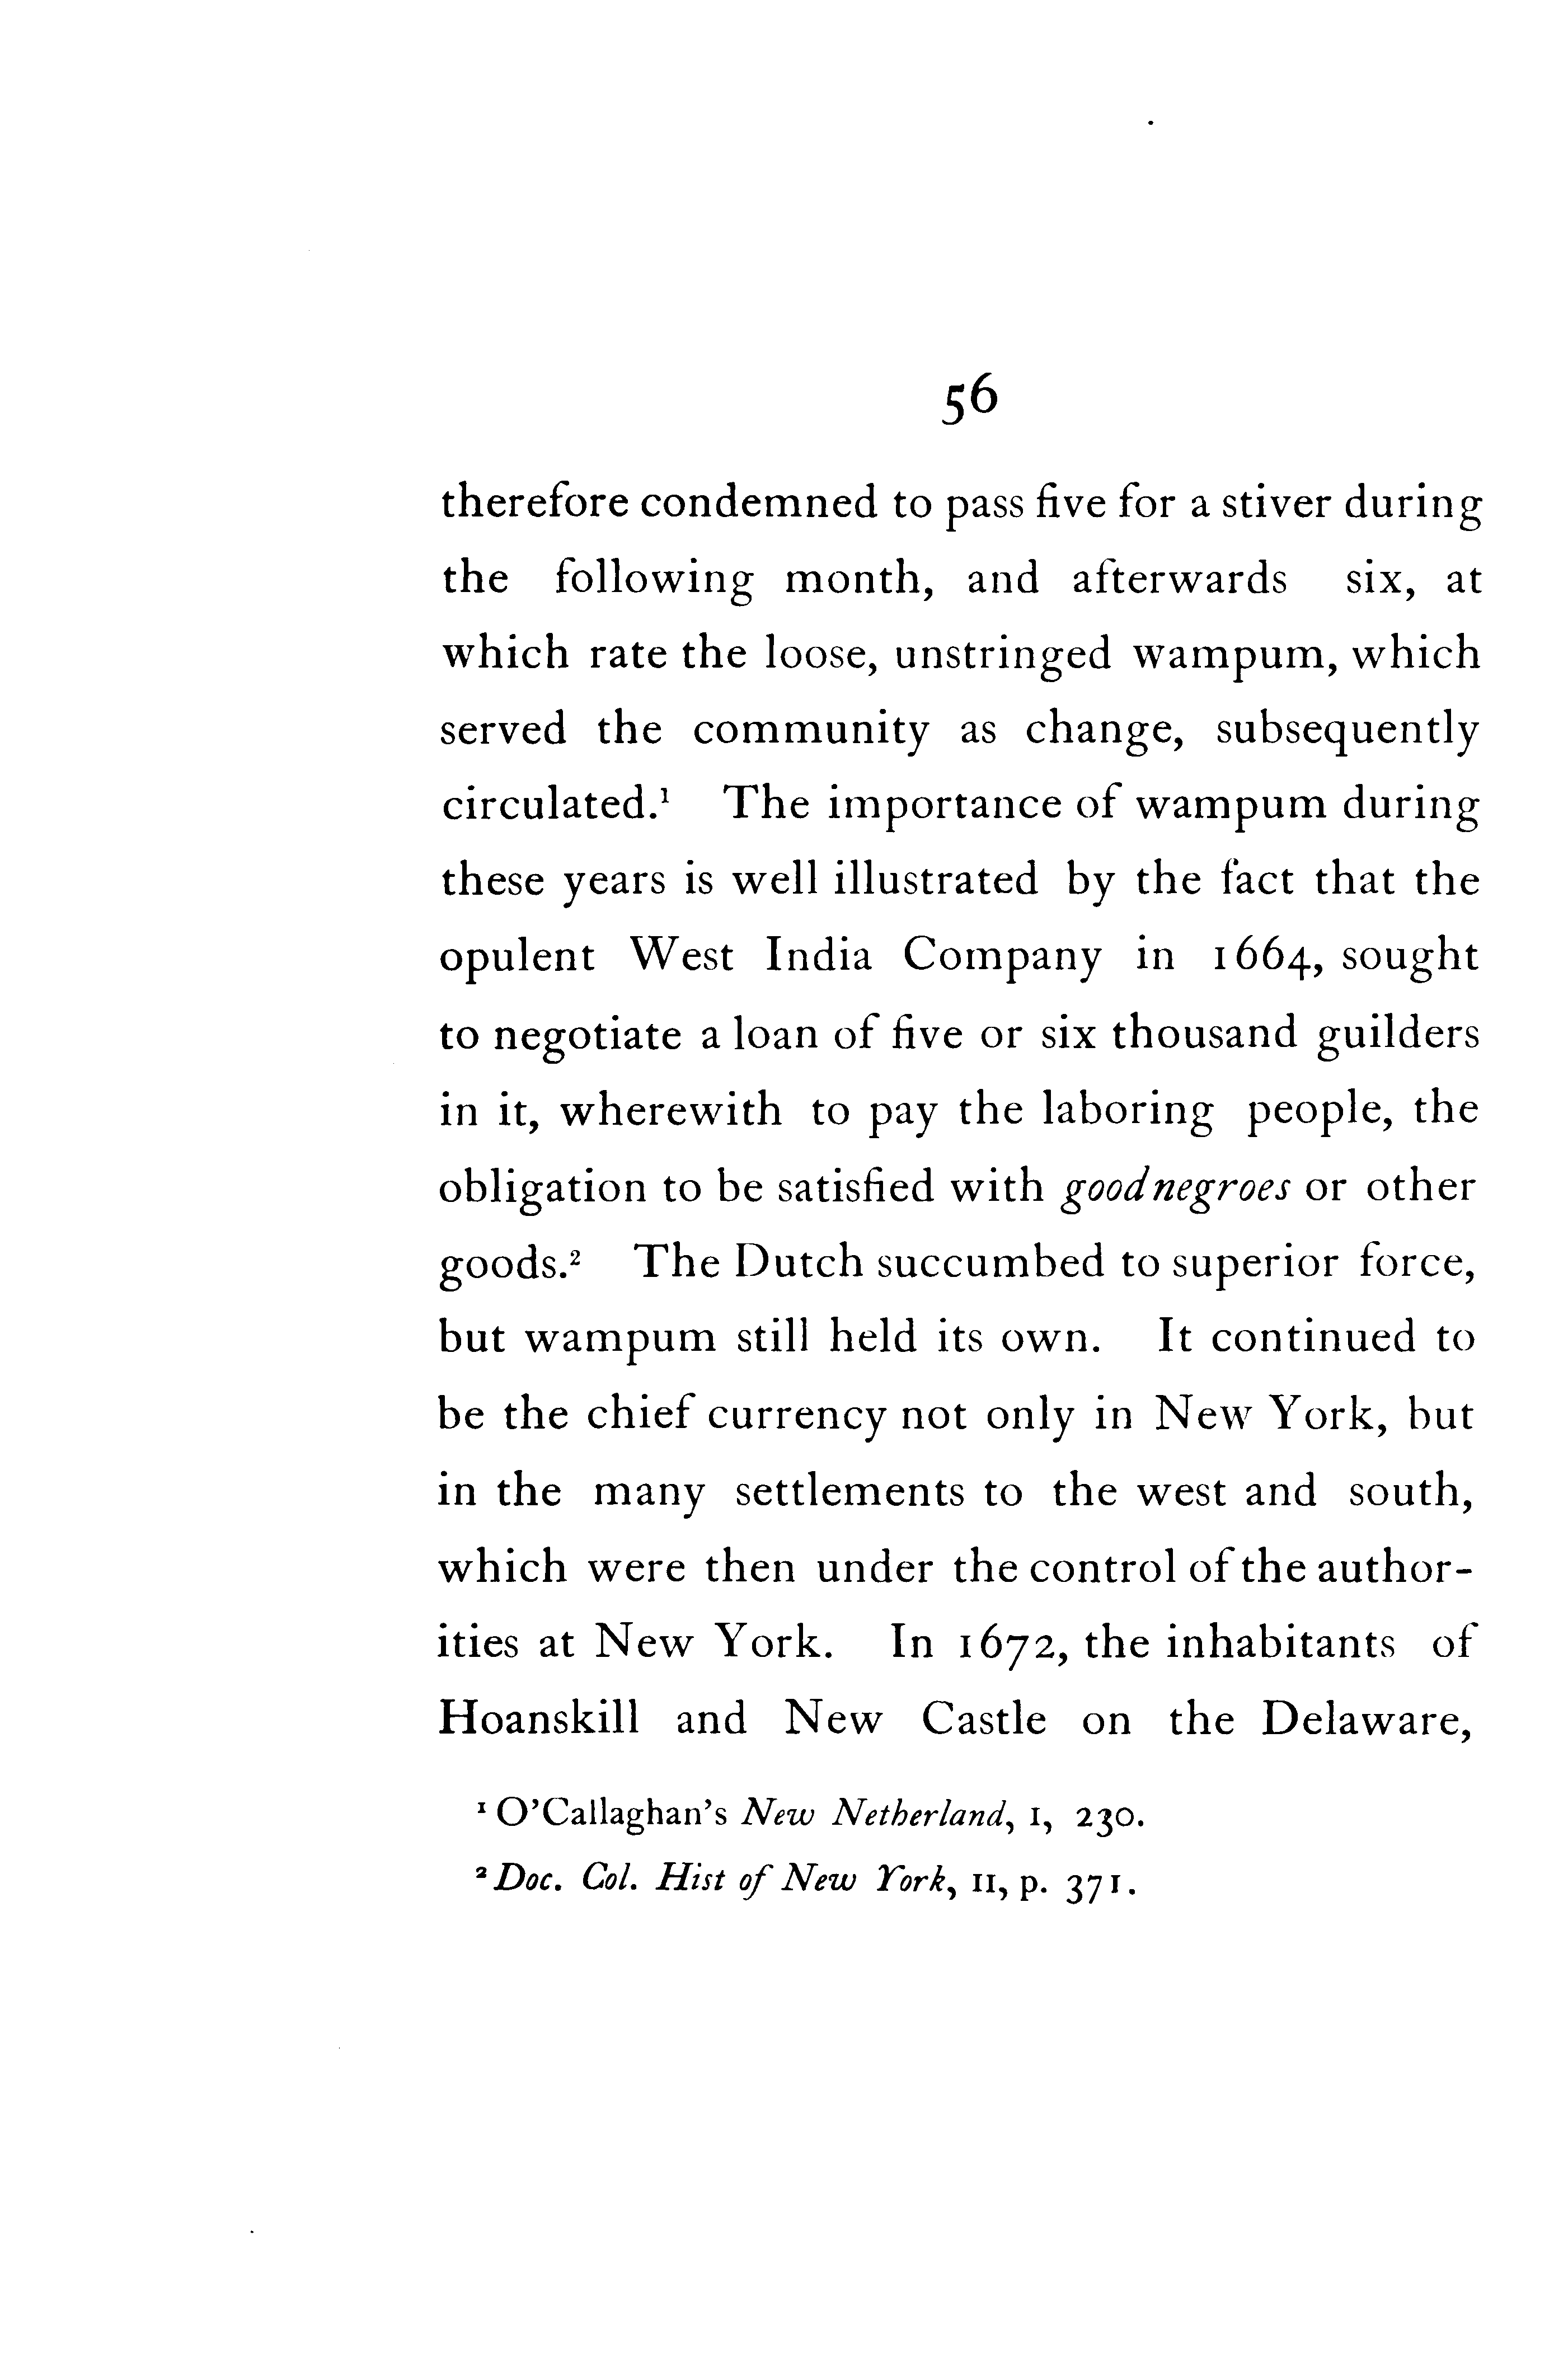 56
therefore condemned to pass five for a stiver during
the following month, and afterwards six, at
which rate the loose, unstringed wampum, which
served the community as change, subsequently
circulated.¹ The importance of wampum during
these years is well illustrated by the fact that the
opulent West India Company in 1664, sought
to negotiate a loan of five or six thousand guilders
in it, wherewith to pay the laboring people, the
obligation to be satisfied with good negroes or other
goods.² The Dutch succumbed to superior force,
but wampum still held its own. It continued to
be the chief currency not only in New York, but
in the many settlements to the west and south,
which were then under the control of the author-
ities at New York. In 1672, the inhabitants of
Hoanskill and New Castle on the Delaware,
¹ O'Callaghan's New Netherland, I, 230.
² Doc. Col. Hist of New York, II, p. 371.